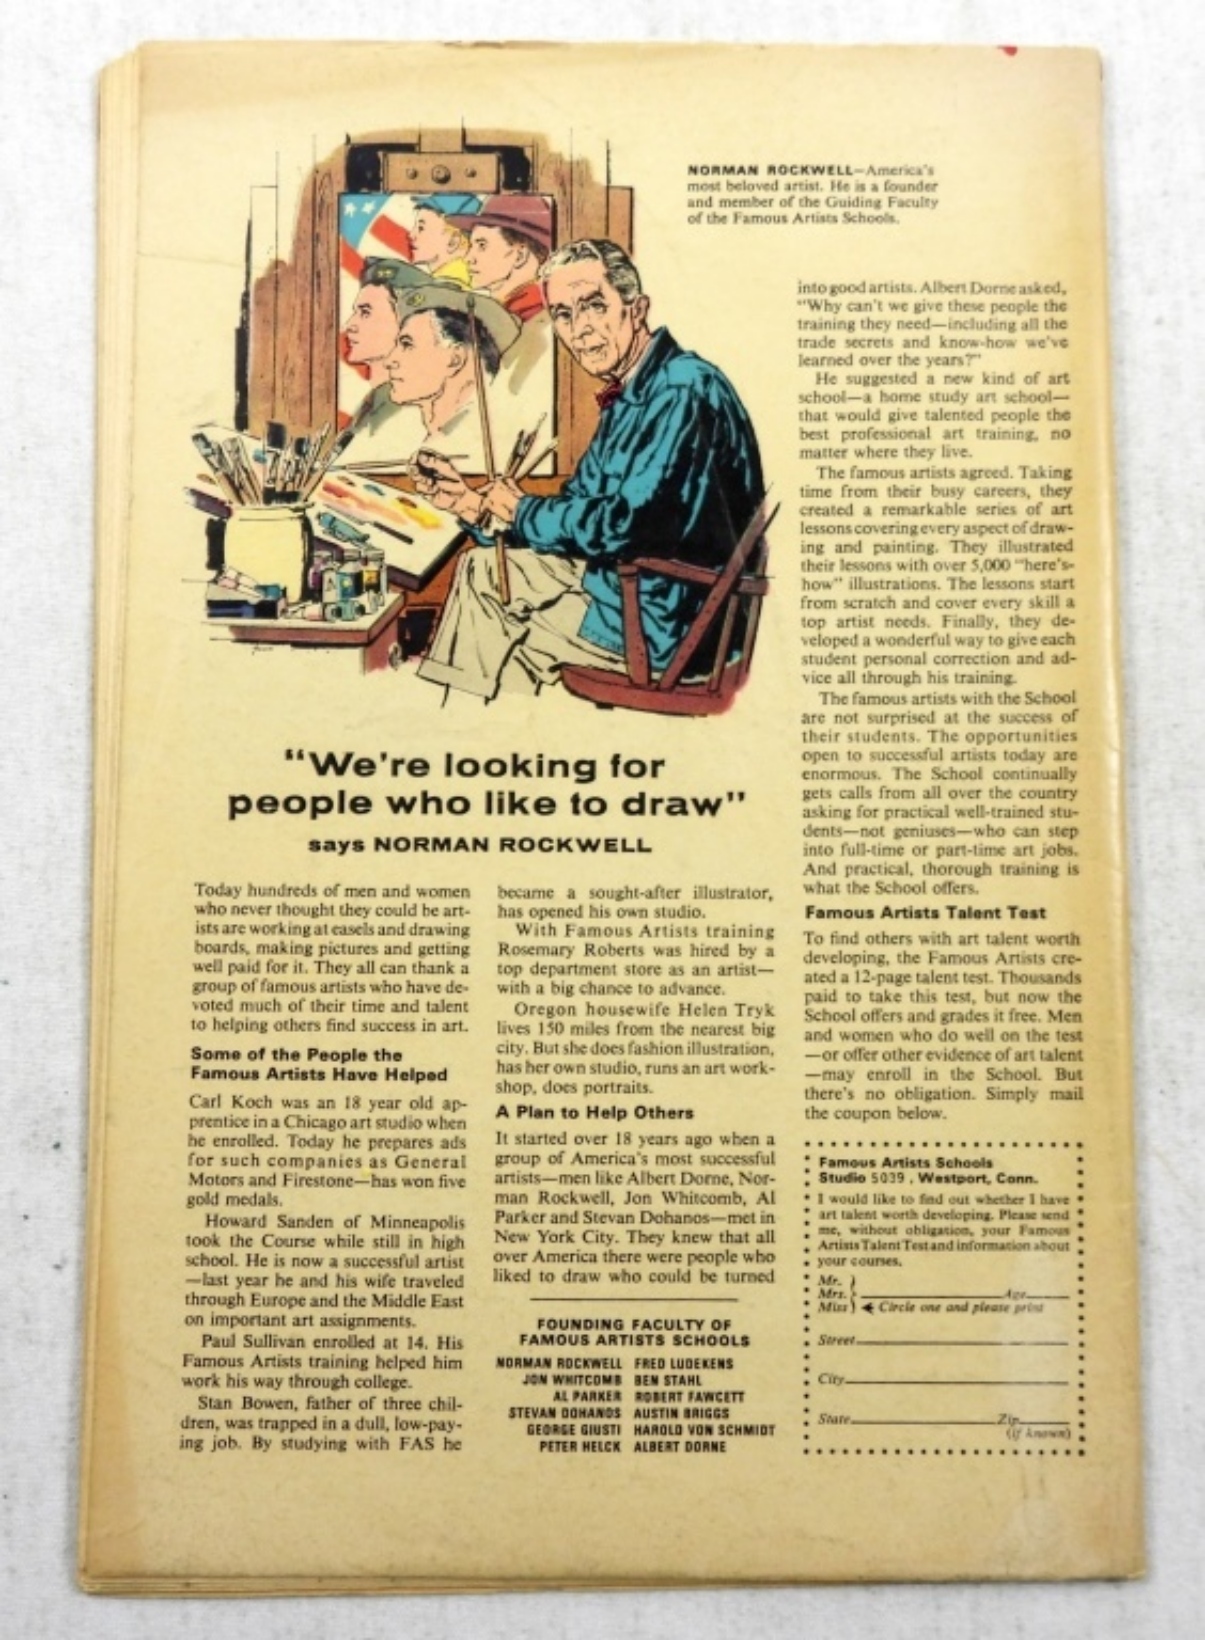 NORMAN ROCKWELL—America's
most beloved artist. He is a founder
and member of the Guiding Faculty
of the Famous Artists Schools.
"We're looking for
people who like to draw"
says NORMAN ROCKWELL
Today hundreds of men and women
who never thought they could be art-
ists are working at easels and drawing
boards, making pictures and getting
well paid for it. They all can thank a
group of famous artists who have de-
voted much of their time and talent
to helping others find success in art.
Some of the People the
Famous Artists Have Helped
Carl Koch was an 18 year old ap-
prentice in a Chicago art studio when
he enrolled. Today he prepares ads
for such companies as General
Motors and Firestone—has won five
gold medals.
Howard Sanden of Minneapolis
took the Course while still in high
school. He is now a successful artist
—last year he and his wife traveled
through Europe and the Middle East
on important art assignments.
Paul Sullivan enrolled at 14. His
Famous Artists training helped him
work his way through college.
Stan Bowen, father of three chil-
dren, was trapped in a dull, low-pay-
ing job. By studying with FAS he
became a sought-after illustrator,
has opened his own studio.
With Famous Artists training
Rosemary Roberts was hired by a
top department store as an artist—
with a big chance to advance.
Oregon housewife Helen Tryk
lives 150 miles from the nearest big
city. But she does fashion illustration,
has her own studio, runs an art work-
shop, does portraits.
A Plan to Help Others
It started over 18 years ago when a
group of America's most successful
artists—men like Albert Dorne, Nor-
man Rockwell, Jon Whitcomb, Al
Parker and Stevan Dohanos—met in
New York City. They knew that all
over America there were people who
liked to draw who could be turned
FOUNDING FACULTY OF
FAMOUS ARTISTS SCHOOLS
NORMAN ROCKWELL FRED LUDEKENS
JON WHITCOMB BEN STAHL
AL PARKER ROBERT FAWCETT
STEVAN DOHANOS AUSTIN BRIGGS
GEORGE GIUSTI HAROLD VON SCHMIDT
PETER HELCK ALBERT DORNE
into good artists. Albert Dorne asked,
"Why can't we give these people the
training they need—including all the
trade secrets and know-how we've
learned over the years?"
He suggested a new kind of art
school—a home study art school—
that would give talented people the
best professional art training, no
matter where they live.
The famous artists agreed. Taking
time from their busy careers, they
created a remarkable series of art
lessons covering every aspect of draw-
ing and painting. They illustrated
their lessons with over 5,000 "here's-
how" illustrations. The lessons start
from scratch and cover every skill a
top artist needs. Finally, they de-
veloped a wonderful way to give each
student personal correction and ad-
vice all through his training.
The famous artists with the School
are not surprised at the success of
their students. The opportunities
open to successful artists today are
enormous. The School continually
gets calls from all over the country
asking for practical well-trained stu-
dents—not geniuses—who can step
into full-time or part-time art jobs.
And practical, thorough training is
what the School offers.
Famous Artists Talent Test
To find others with art talent worth
developing, the Famous Artists cre-
ated a 12-page talent test. Thousands
paid to take this test, but now the
School offers and grades it free. Men
and women who do well on the test
—or offer other evidence of art talent
—may enroll in the School. But
there's no obligation. Simply mail
the coupon below.
Famous Artists Schools
Studio 5039, Westport, Conn.
I would like to find out whether I have
art talent worth developing. Please send
me, without obligation, your Famous
Artists Talent Test and information about
your courses.
Mr.
Mrs. Age
Miss Circle one and please print
Street
City
State Zip
(if known)